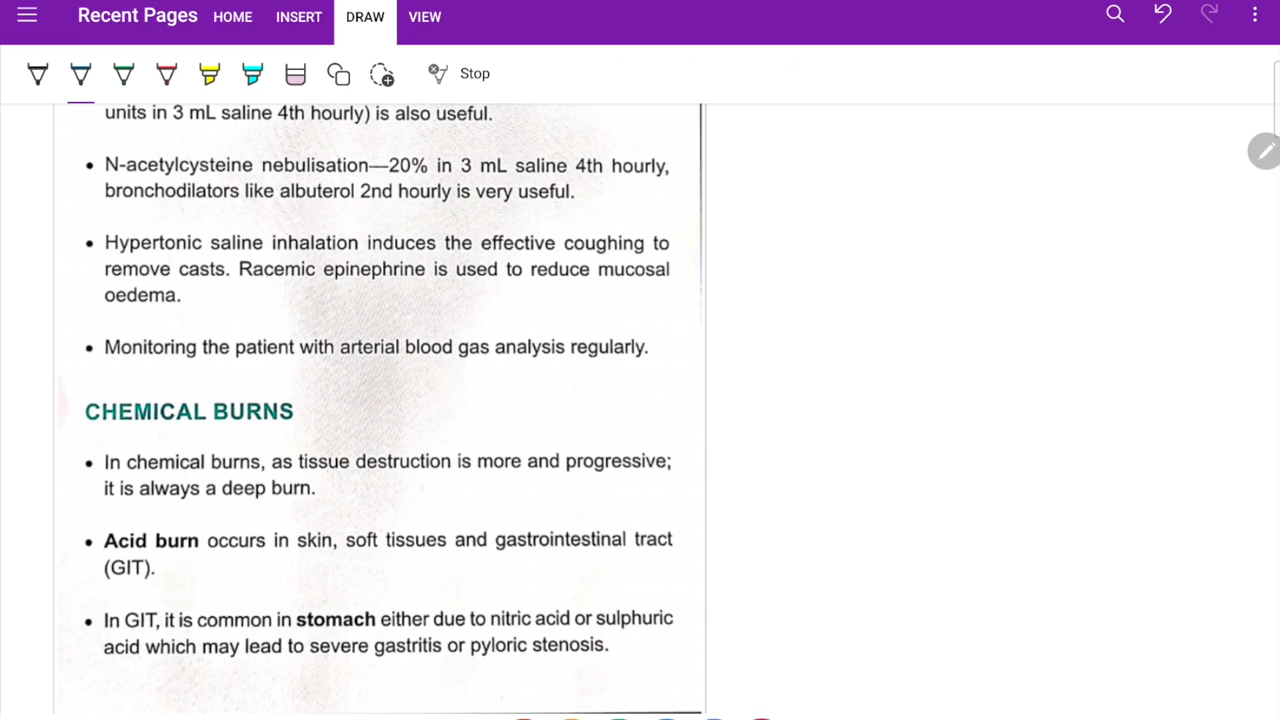 Recent Pages HOME INSERT DRAW VIEW
Stop
units in 3 mL saline 4th hourly) is also useful.
• N-acetylcysteine nebulisation—20% in 3 mL saline 4th hourly,
bronchodilators like albuterol 2nd hourly is very useful.
• Hypertonic saline inhalation induces the effective coughing to
remove casts. Racemic epinephrine is used to reduce mucosal
oedema.
• Monitoring the patient with arterial blood gas analysis regularly.
CHEMICAL BURNS
• In chemical burns, as tissue destruction is more and progressive;
it is always a deep burn.
• Acid burn occurs in skin, soft tissues and gastrointestinal tract
(GIT).
• In GIT, it is common in stomach either due to nitric acid or sulphuric
acid which may lead to severe gastritis or pyloric stenosis.